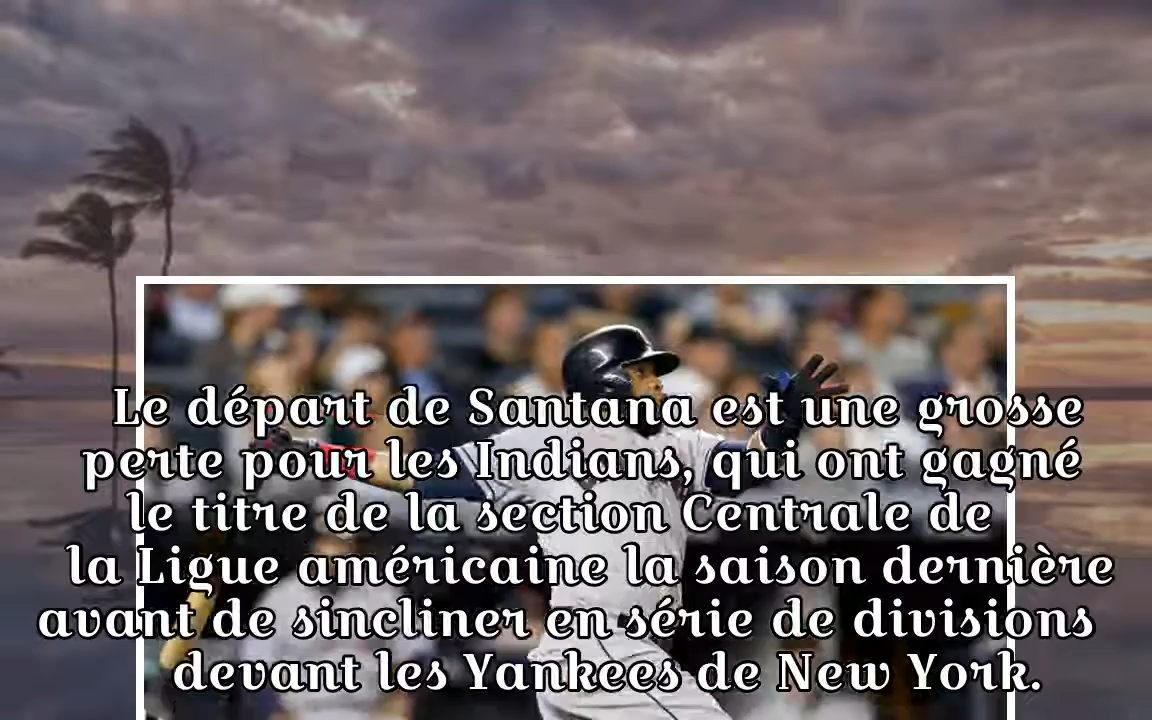 Le départ de Santana est une grosse
perte pour les Indians, qui ont gagné
le titre de la section Centrale de
la Ligue américaine la saison dernière
avant de sincliner en série de divisions
devant les Yankees de New York.